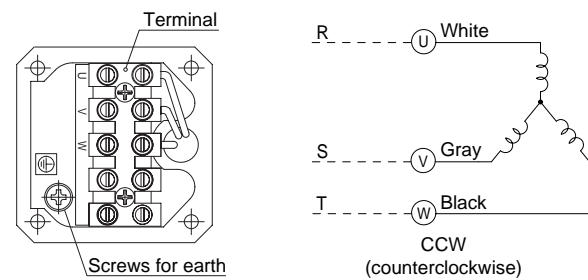 Terminal
U
V
W
Screws for earth
R
U
White
S
V
Gray
T
W
Black
CCW
(counterclockwise)